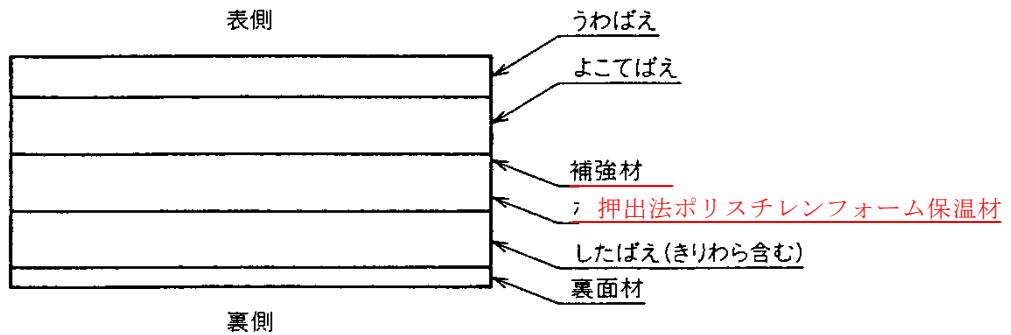 表側
うわばえ
よこてばえ
補強材
押出法ポリスチレンフォーム保温材
したばえ(きりわら含む)
裏面材
裏側